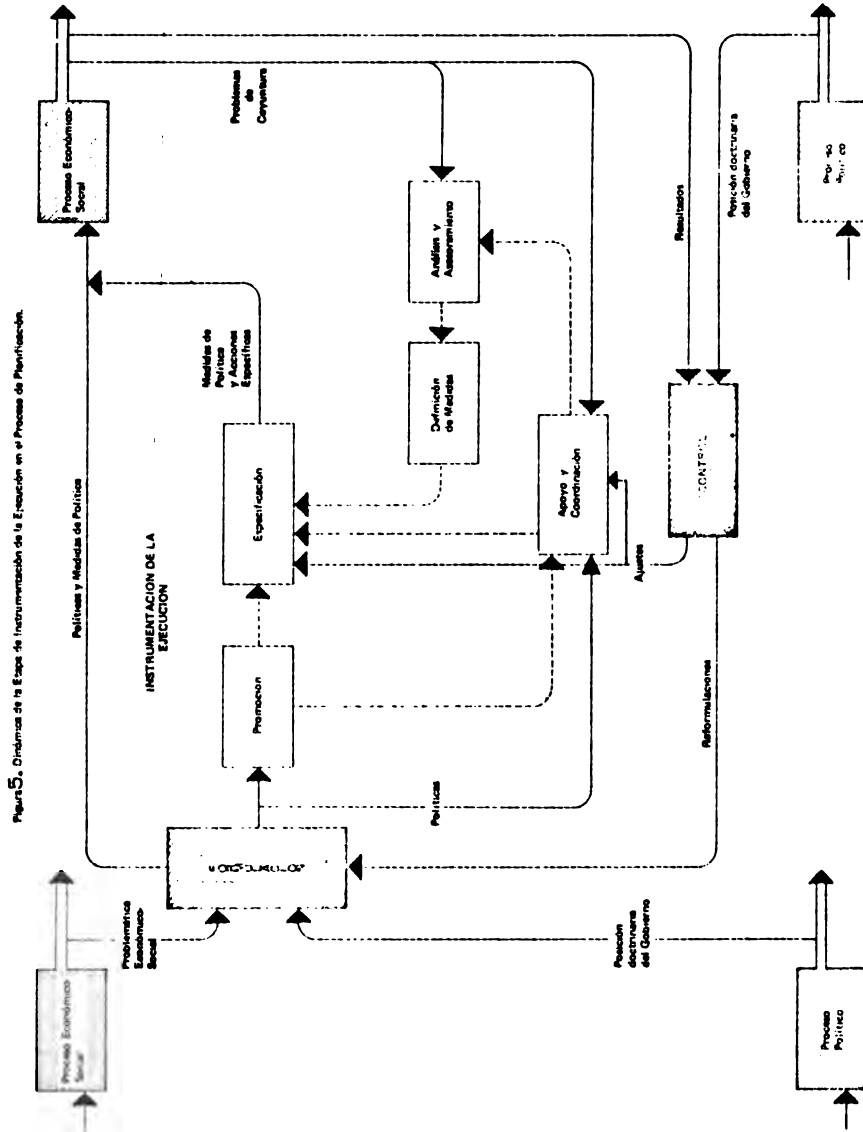 Figura 5. Dinámica de la Etapa de Instrumentación de la Ejecución en el Proceso de Planificación.
Proceso Económico
Social
Problemática
Económico-
Social
Políticas y Medidas de Política
Proceso Económico-
Social
INSTRUMENTACION DE LA
EJECUCION
Medidas de
Política
y Acciones
Específicas
Problemas
de
Coyuntura
Promoción
Especificación
Definición
de Medidas
Análisis y
Asesoramiento
Políticas
Apoyo y
Coordinación
Ajustes
Resultados
Reformulaciones
CONTROL
Posición
doctrinaria
del Gobierno
Posición doctrinaria
del Gobierno
Proceso
Político